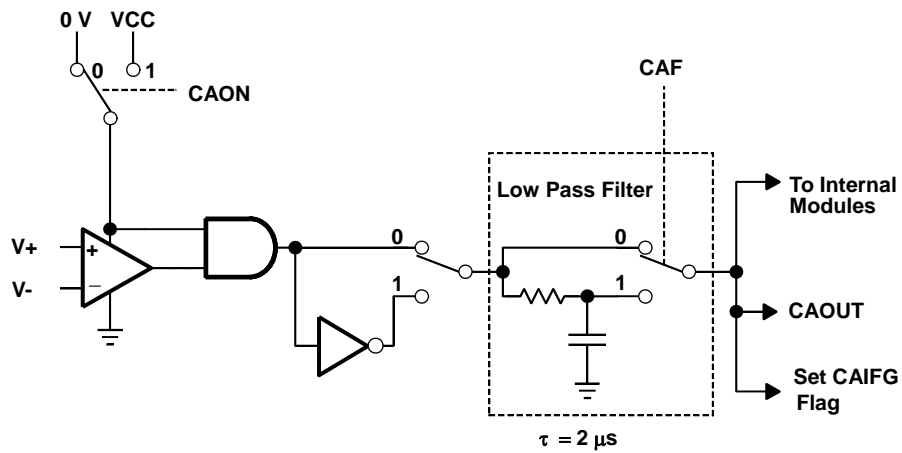 0 V VCC
0 1
CAON
CAF
Low Pass Filter
To Internal
Modules
V+
+
V-
–
0
1
0
1
CAOUT
Set CAIFG
Flag
τ = 2 μs